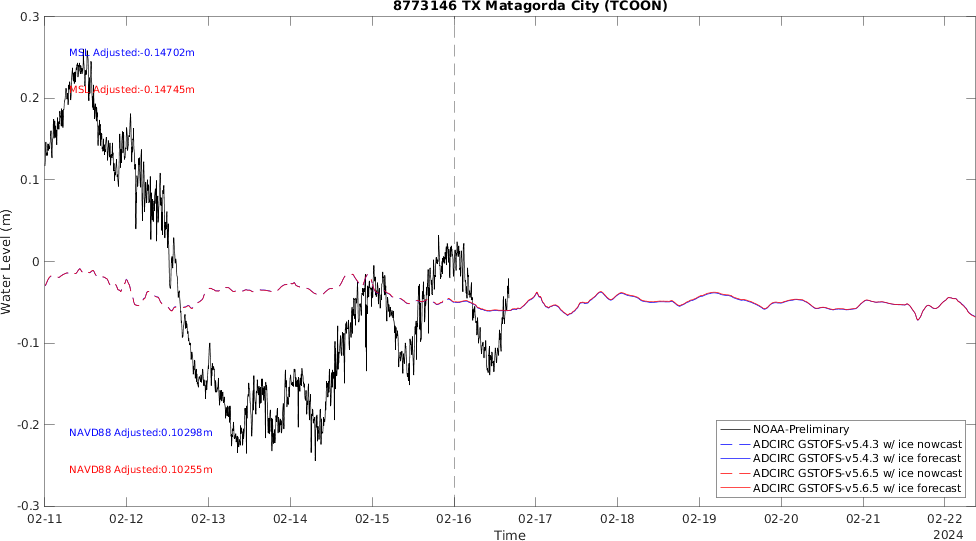 8773146 TX Matagorda City (TCOON)
0.3
MSL Adjusted:-0.14702m
MSL Adjusted:-0.14745m
0.2
0.1
0
Water Level (m)
-0.1
-0.2
NAVD88 Adjusted:0.10298m
NAVD88 Adjusted:0.10255m
-0.3
NOAA-Preliminary
ADCIRC GSTOFS-v5.4.3 w/ ice nowcast
ADCIRC GSTOFS-v5.4.3 w/ ice forecast
ADCIRC GSTOFS-v5.6.5 w/ ice nowcast
ADCIRC GSTOFS-v5.6.5 w/ ice forecast
02-11 02-12 02-13 02-14 02-15 02-16 02-17 02-18 02-19 02-20 02-21 02-22
2024
Time